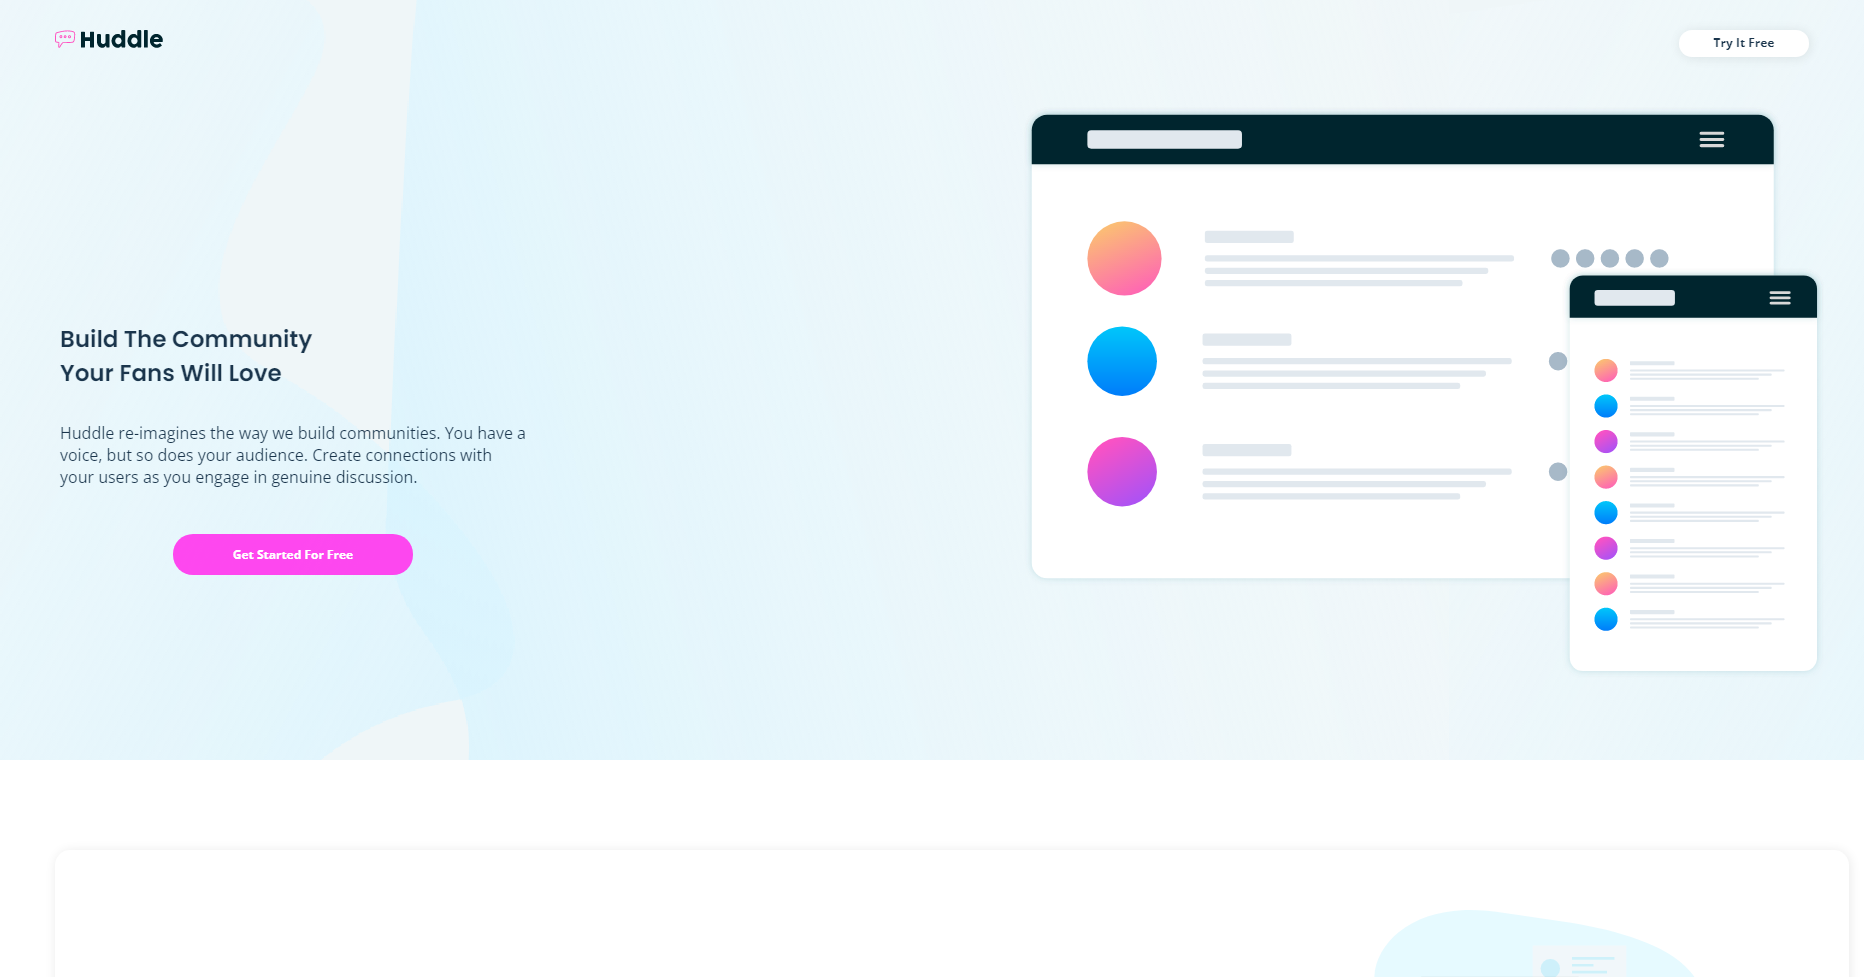 Huddle
Try It Free
Build The Community
Your Fans Will Love
Huddle re-imagines the way we build communities. You have a
voice, but so does your audience. Create connections with
your users as you engage in genuine discussion.
Get Started For Free